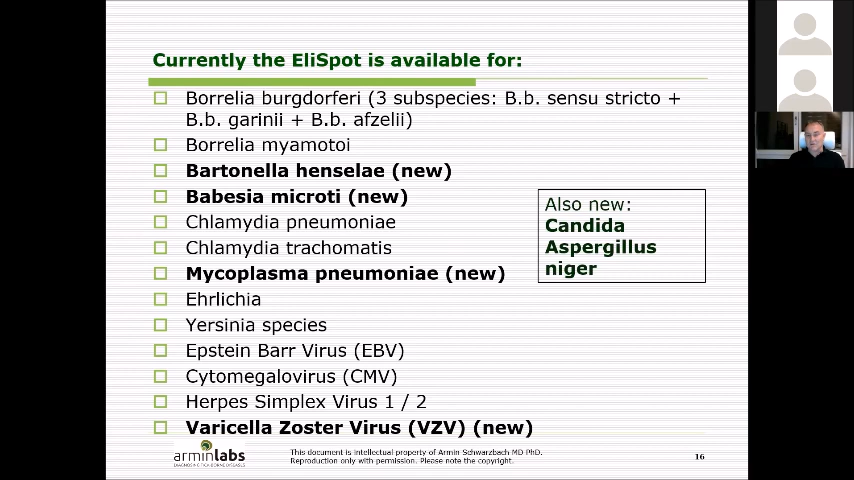 Currently the EliSpot is available for:
Borrelia burgdorferi (3 subspecies: B.b. sensu stricto +
B.b. garinii + B.b. afzelii)
Borrelia myamotoi
Bartonella henselae (new)
Babesia microti (new)
Chlamydia pneumoniae
Chlamydia trachomatis
Mycoplasma pneumoniae (new)
Ehrlichia
Yersinia species
Epstein Barr Virus (EBV)
Cytomegalovirus (CMV)
Herpes Simplex Virus 1 / 2
Varicella Zoster Virus (VZV) (new)
Also new:
Candida
Aspergillus
niger
arminlabs
This document is intellectual property of Armin Schwarzbach MD PhD.
Reproduction only with permission. Please note the copyright.
16